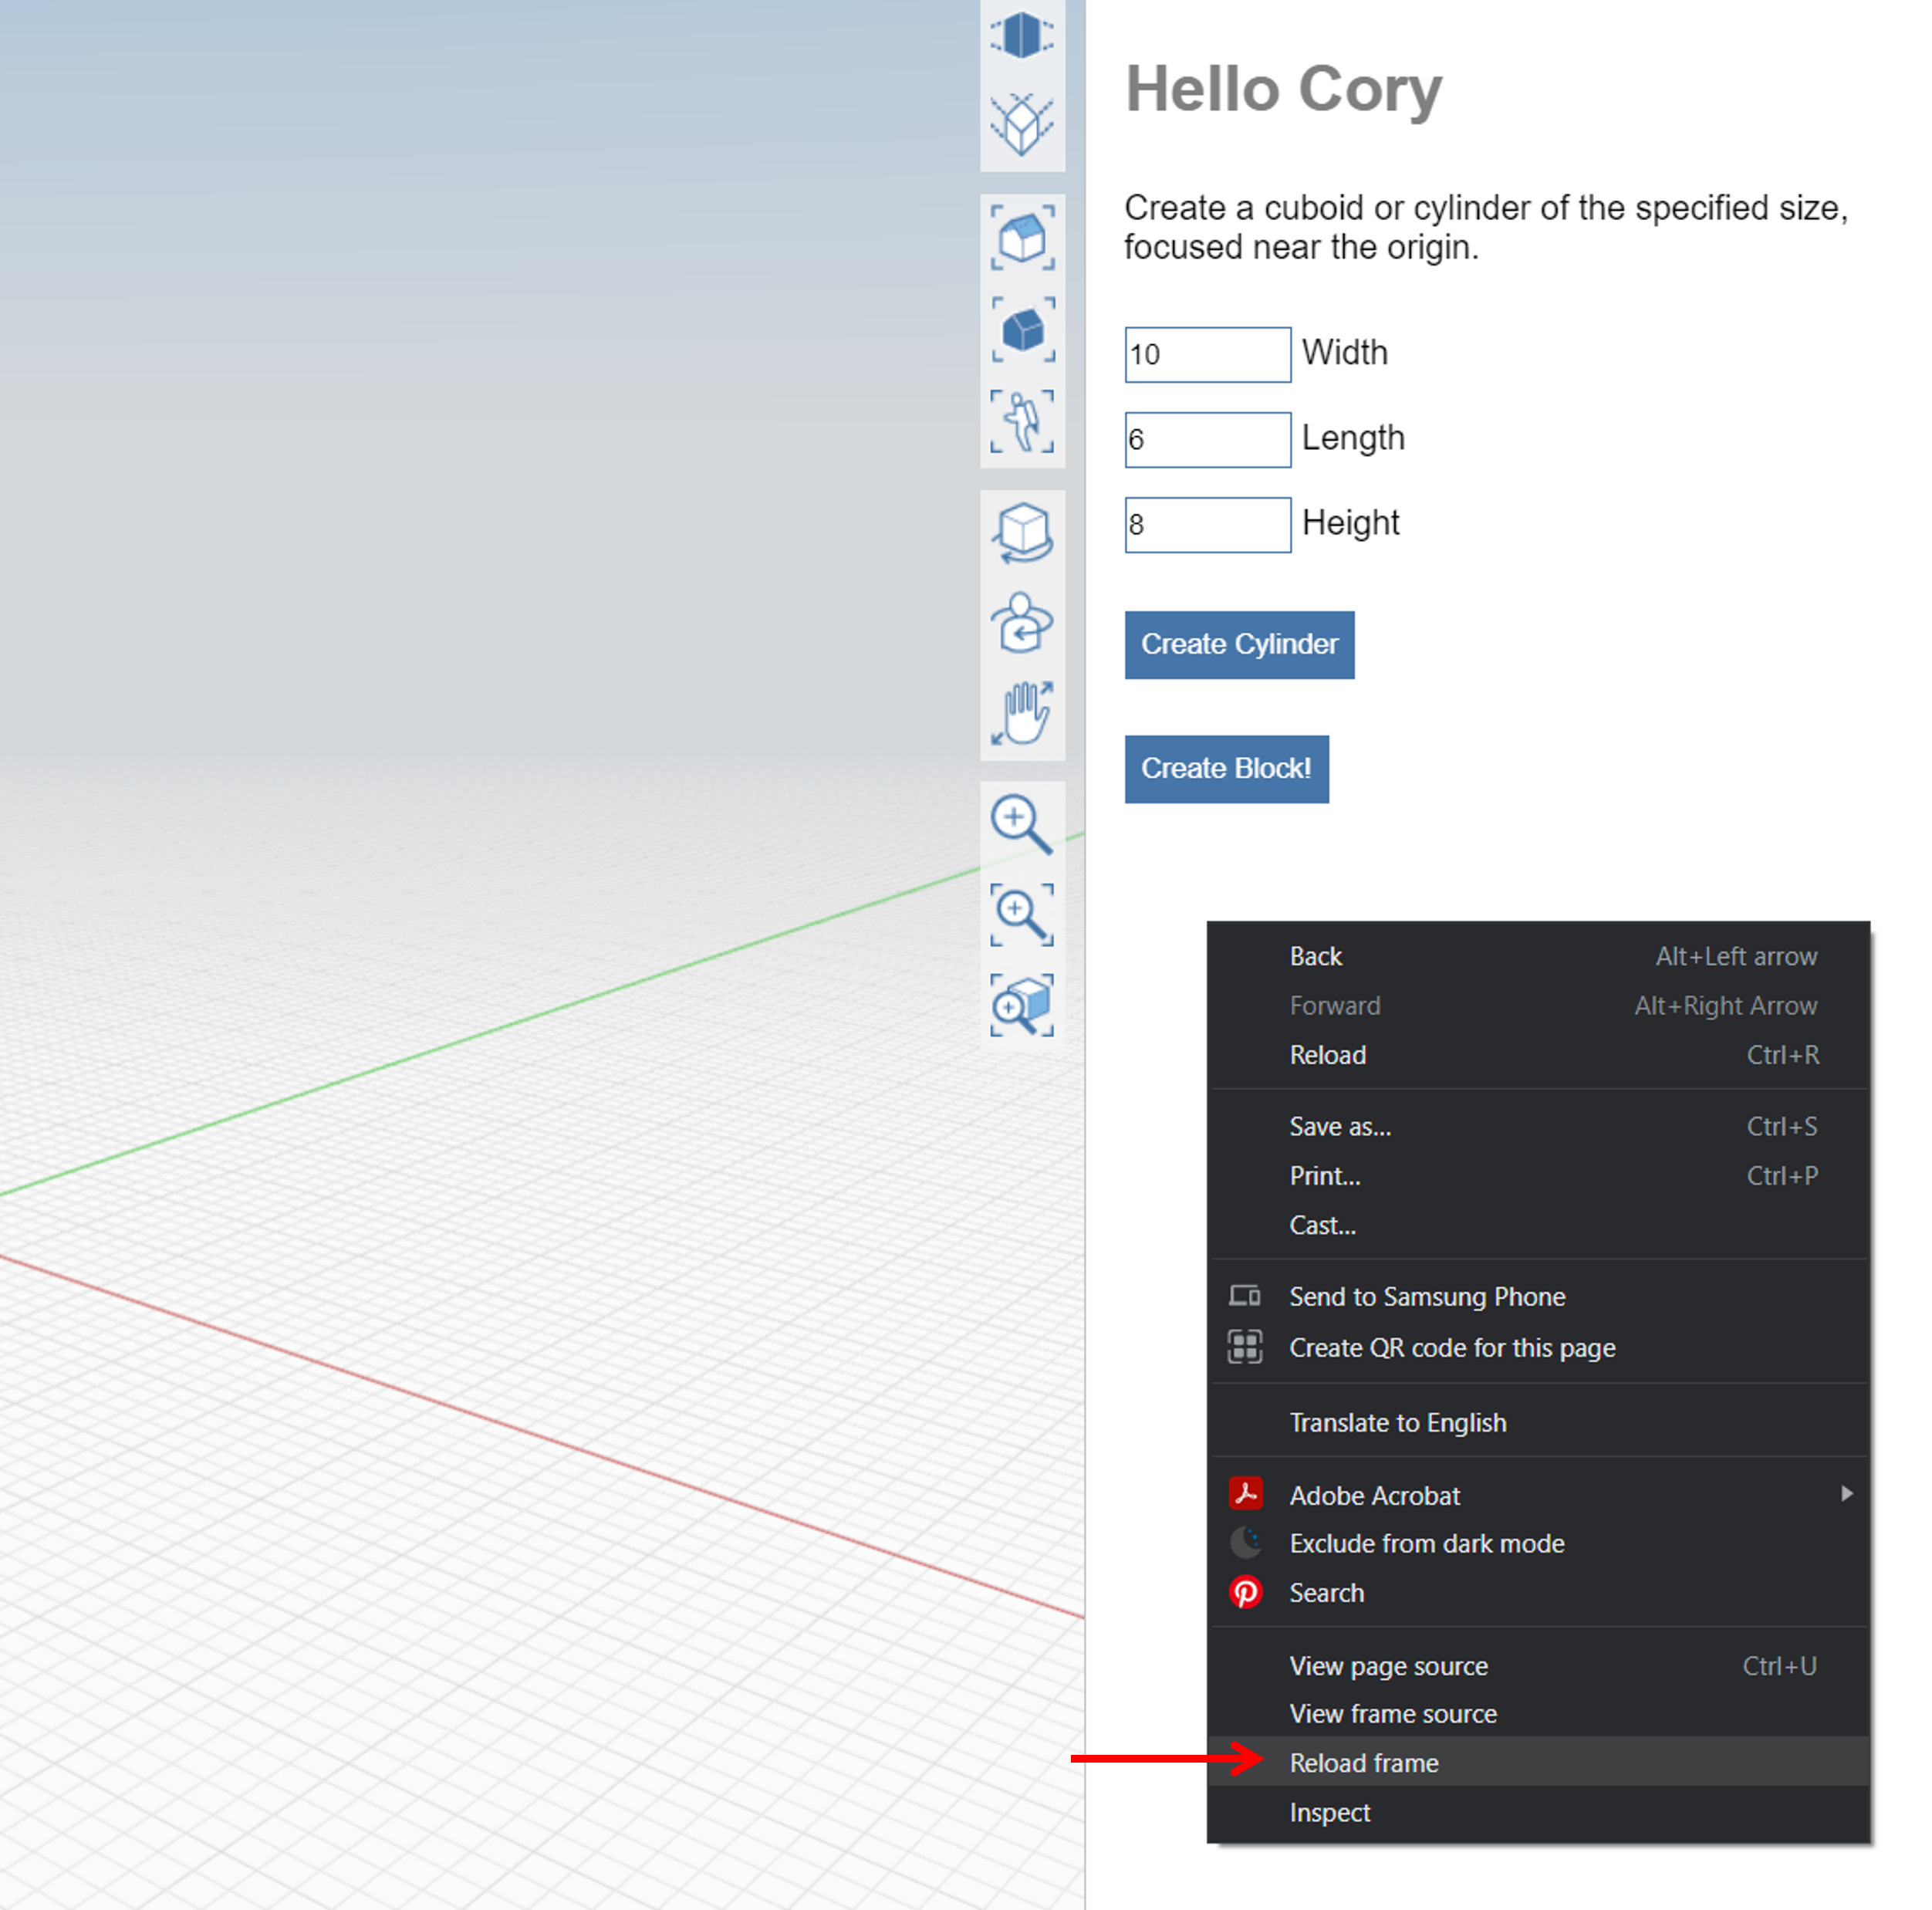 Hello Cory
Create a cuboid or cylinder of the specified size,
focused near the origin.
10 Width
6 Length
8 Height
Create Cylinder
Create Block!
Back Alt+Left arrow
Forward Alt+Right Arrow
Reload Ctrl+R
Save as... Ctrl+S
Print... Ctrl+P
Cast...
Send to Samsung Phone
Create QR code for this page
Translate to English
Adobe Acrobat
Exclude from dark mode
Search
View page source Ctrl+U
View frame source
Reload frame
Inspect